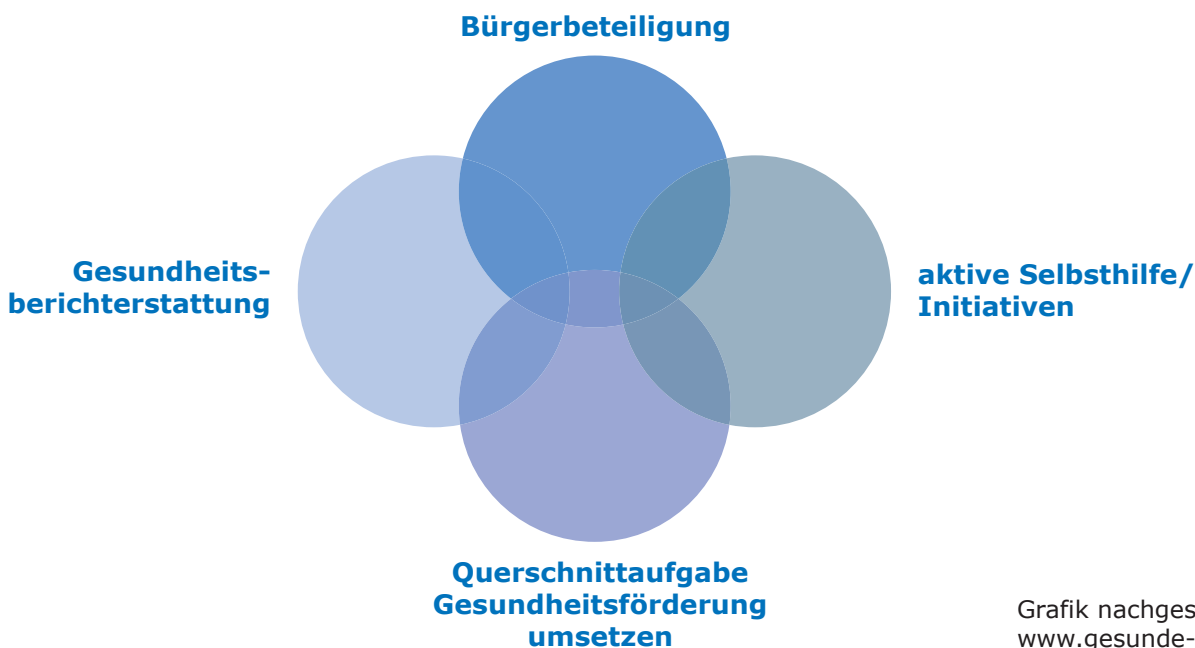 Bürgerbeteiligung
Gesundheits-
berichterstattung
aktive Selbsthilfe/
Initiativen
Querschnittaufgabe
Gesundheitsförderung
umsetzen
Grafik nachges
www.gesunde-